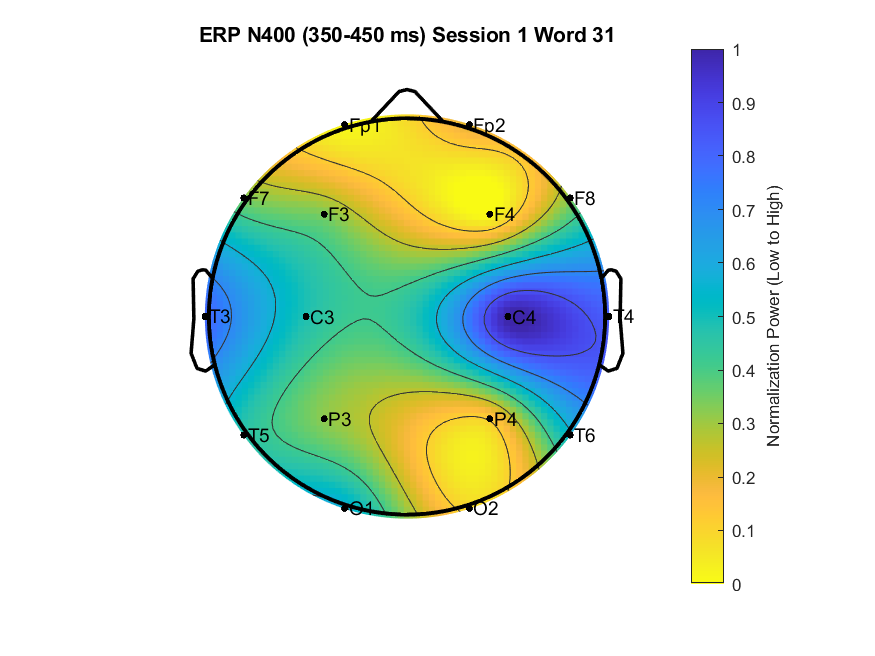 ERP N400 (350-450 ms) Session 1 Word 31
Fp1 Fp2
F7 F8
F3 F4
T3 C3 C4 T4
P3 P4
T5 T6
O1 O2
1
0.9
0.8
0.7
0.6
0.5
0.4
0.3
0.2
0.1
0
Normalization Power (Low to High)